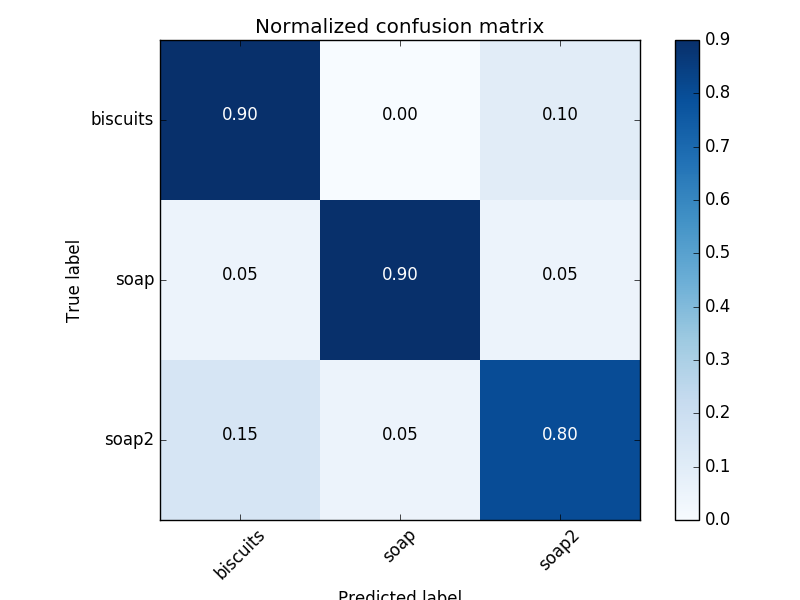 Normalized confusion matrix
True label
biscuits
0.90 0.00 0.10
soap
0.05 0.90 0.05
soap2
0.15 0.05 0.80
biscuits soap soap2
Predicted label
0.9
0.8
0.7
0.6
0.5
0.4
0.3
0.2
0.1
0.0